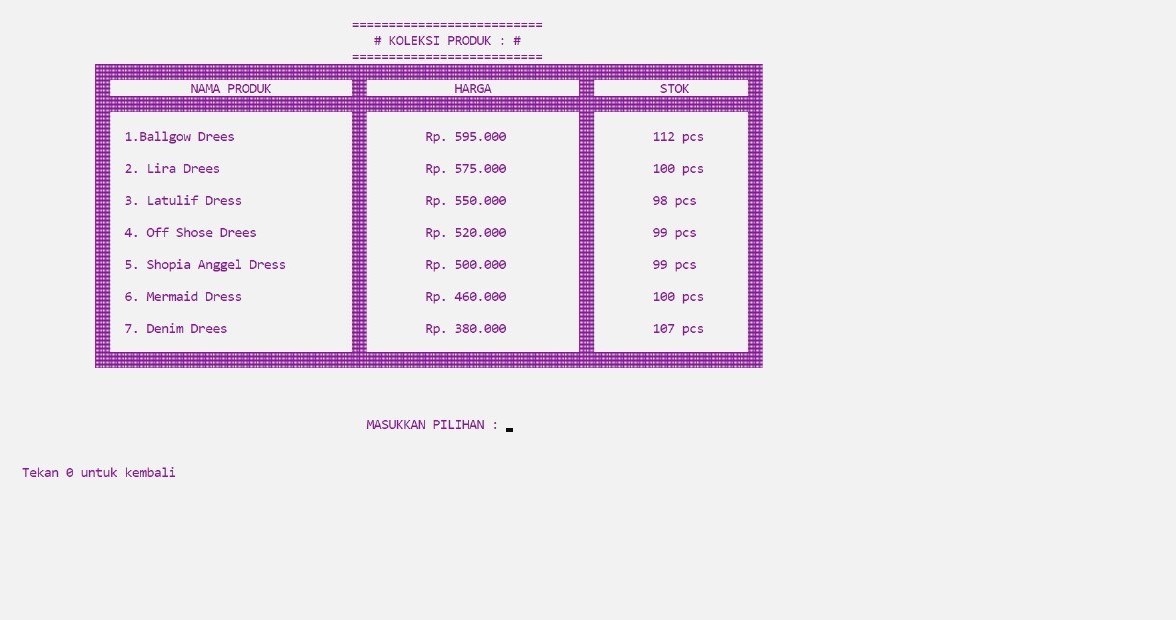 ==========================
# KOLEKSI PRODUK : #
==========================
NAMA PRODUK HARGA STOK
1.Ballgow Drees Rp. 595.000 112 pcs
2. Lira Drees Rp. 575.000 100 pcs
3. Latulif Dress Rp. 550.000 98 pcs
4. Off Shose Drees Rp. 520.000 99 pcs
5. Shopia Anggel Dress Rp. 500.000 99 pcs
6. Mermaid Dress Rp. 460.000 100 pcs
7. Denim Drees Rp. 380.000 107 pcs
MASUKKAN PILIHAN :
Tekan 0 untuk kembali